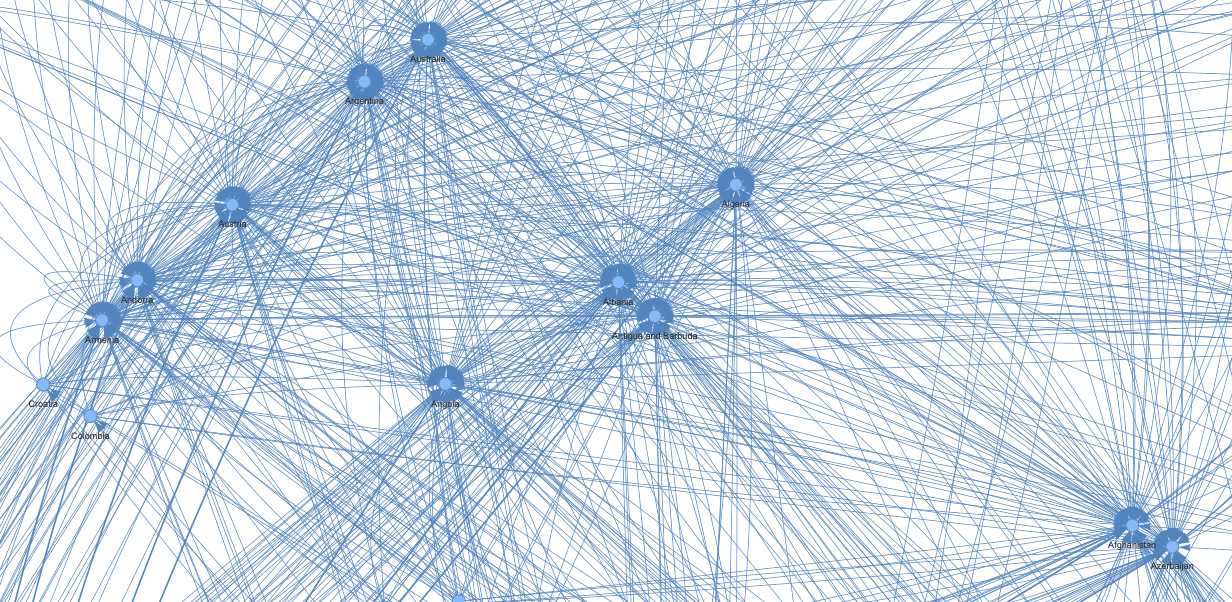 Australia
Argentina
Algeria
Austria
Andorra
Albania
Armenia
Antigua and Barbuda
Croatia
Angola
Colombia
Afghanistan
Azerbaijan